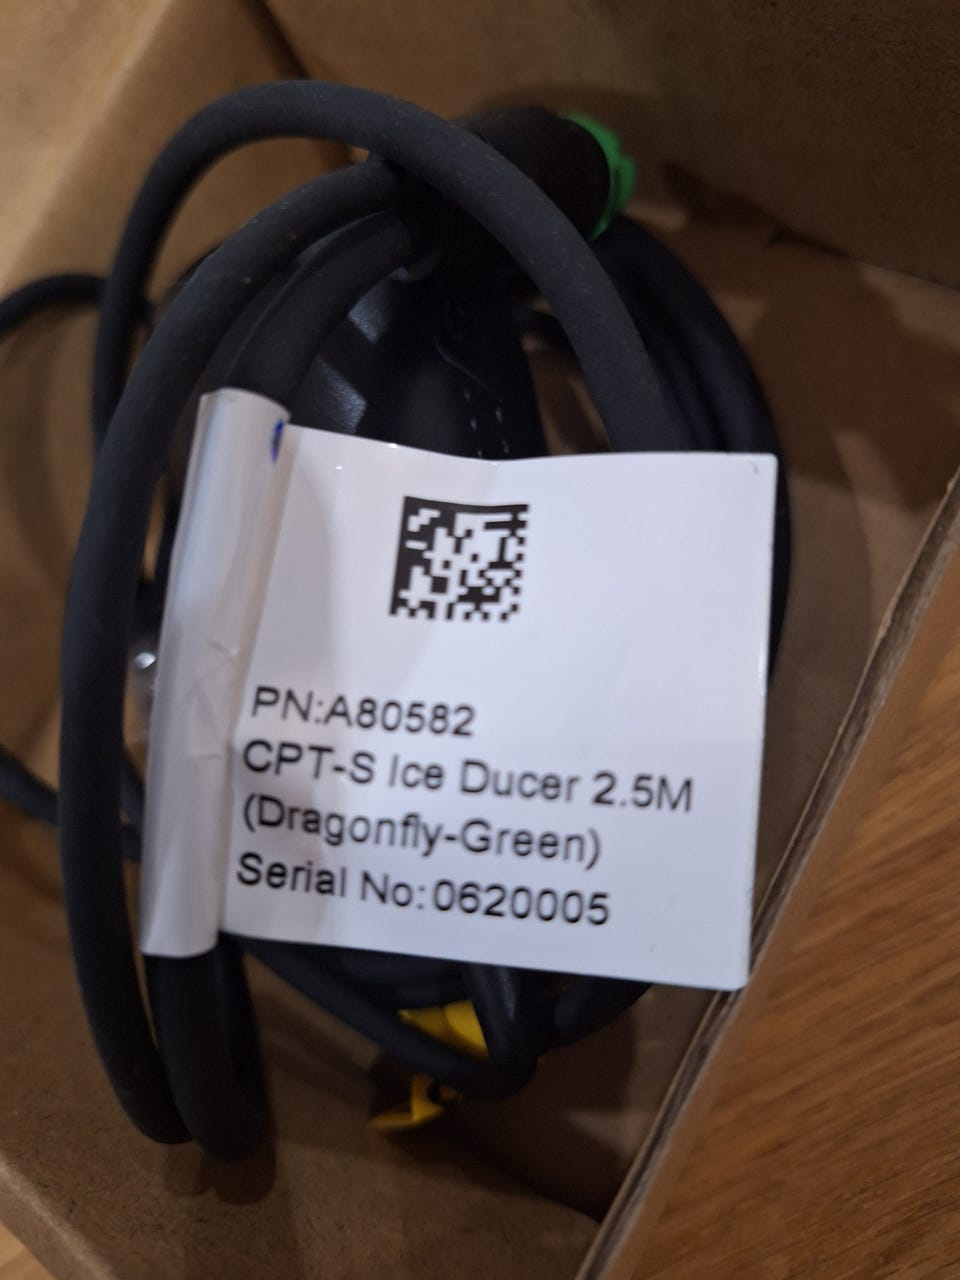 PN:A80582
CPT-S Ice Ducer 2.5M
(Dragonfly-Green)
Serial No:0620005